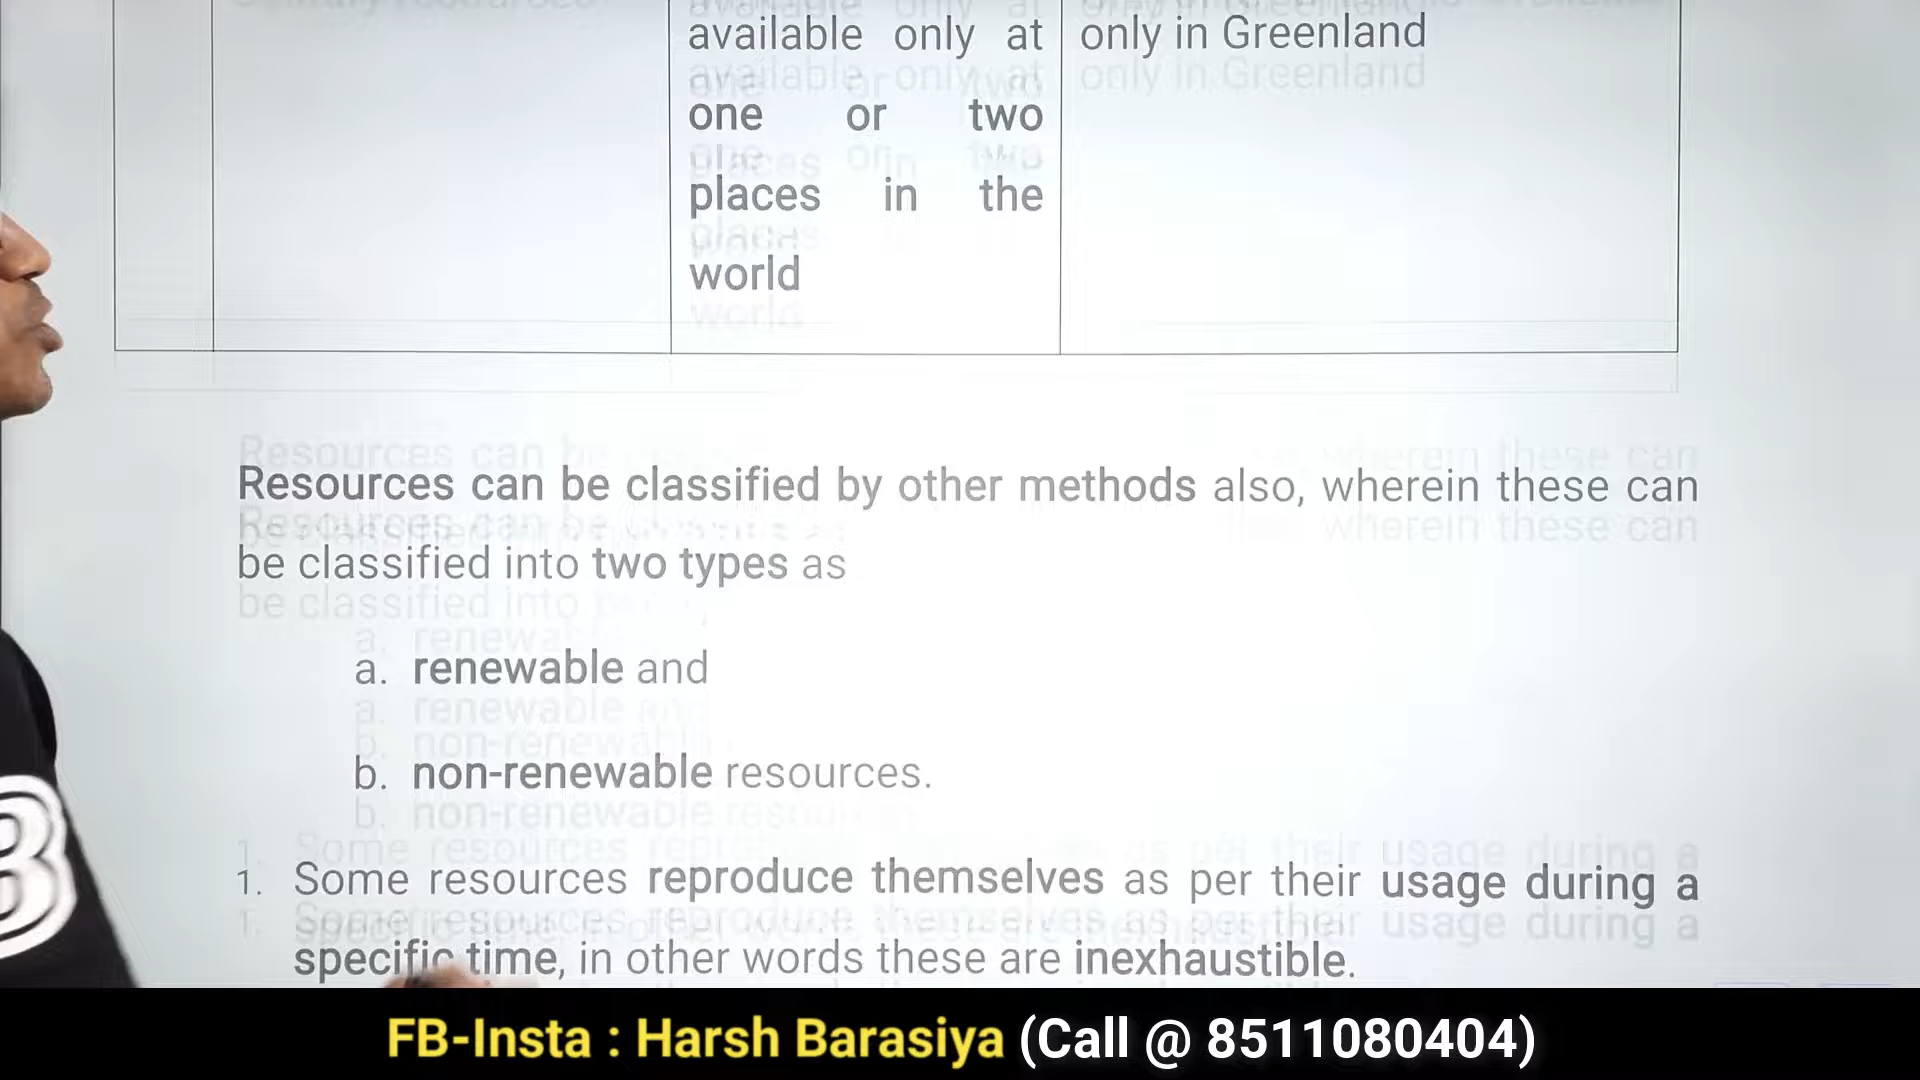 available only at
only in Greenland
one or two
places in the
world
Resources can be classified by other methods also, wherein these can
be classified into two types as
a. renewable and
b. non-renewable resources.
1. Some resources reproduce themselves as per their usage during a
specific time, in other words these are inexhaustible.
FB-Insta : Harsh Barasiya (Call @ 8511080404)